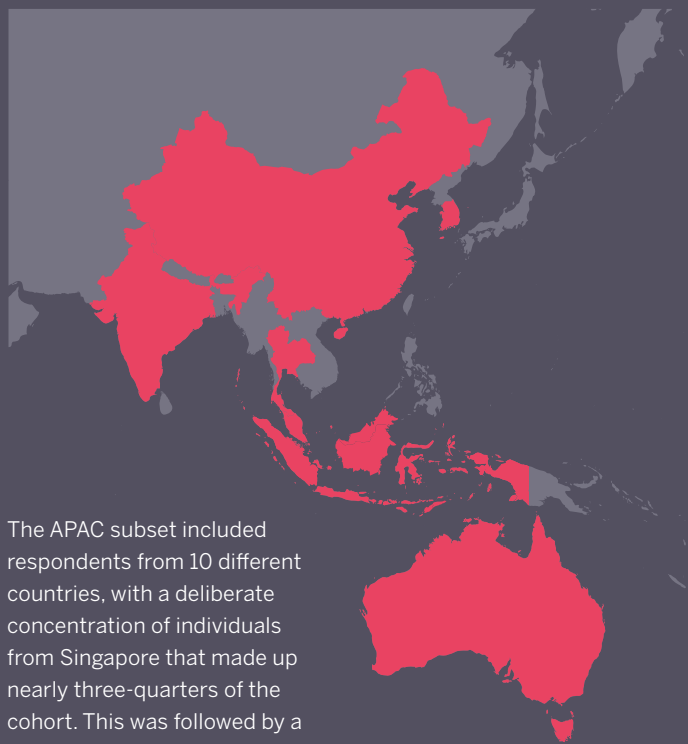 The APAC subset included
respondents from 10 different
countries, with a deliberate
concentration of individuals
from Singapore that made up
nearly three-quarters of the
cohort. This was followed by a